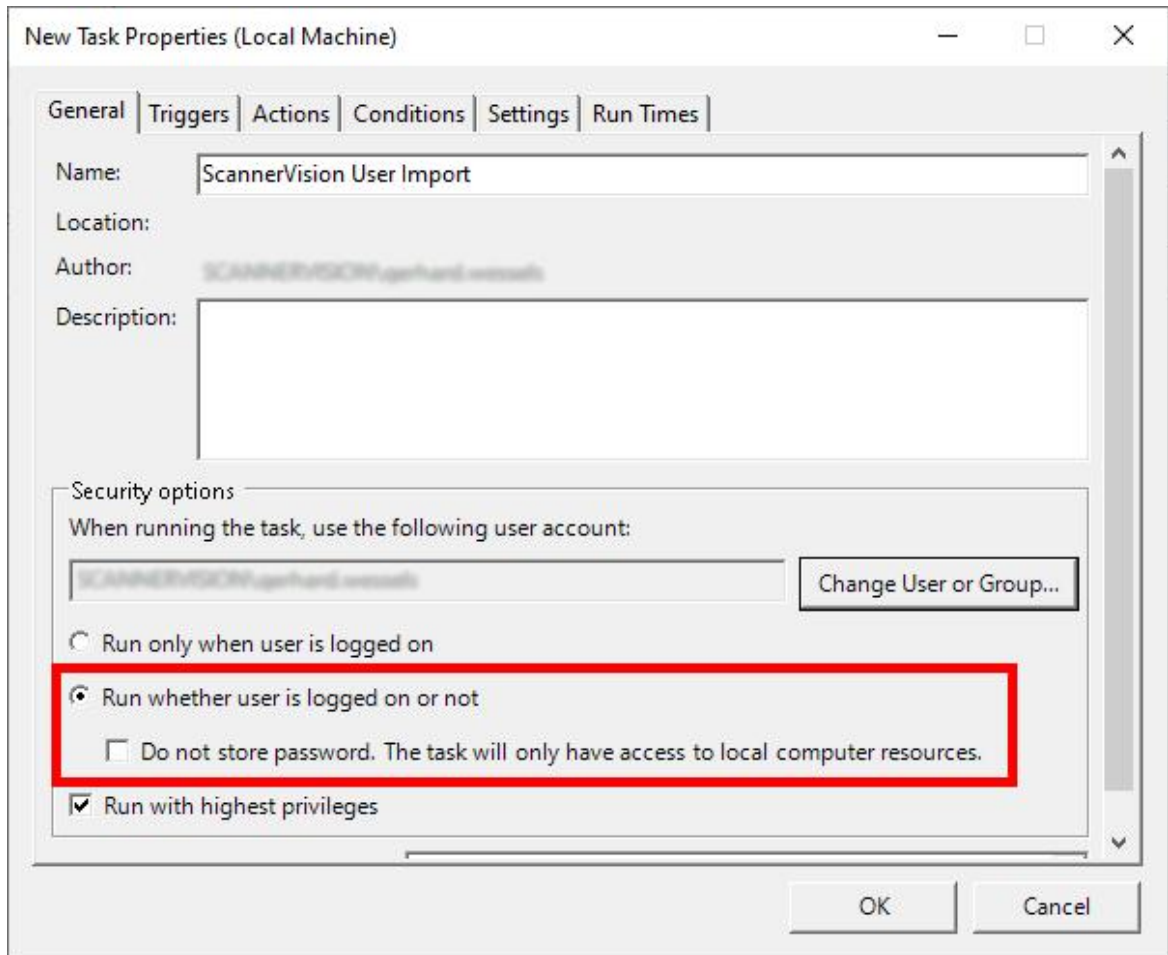 New Task Properties (Local Machine)
General Triggers Actions Conditions Settings Run Times
Name: ScannerVision User Import
Location:
Author:
Description:
Security options
When running the task, use the following user account:
Change User or Group...
Run only when user is logged on
Run whether user is logged on or not
Do not store password. The task will only have access to local computer resources.
Run with highest privileges
OK Cancel